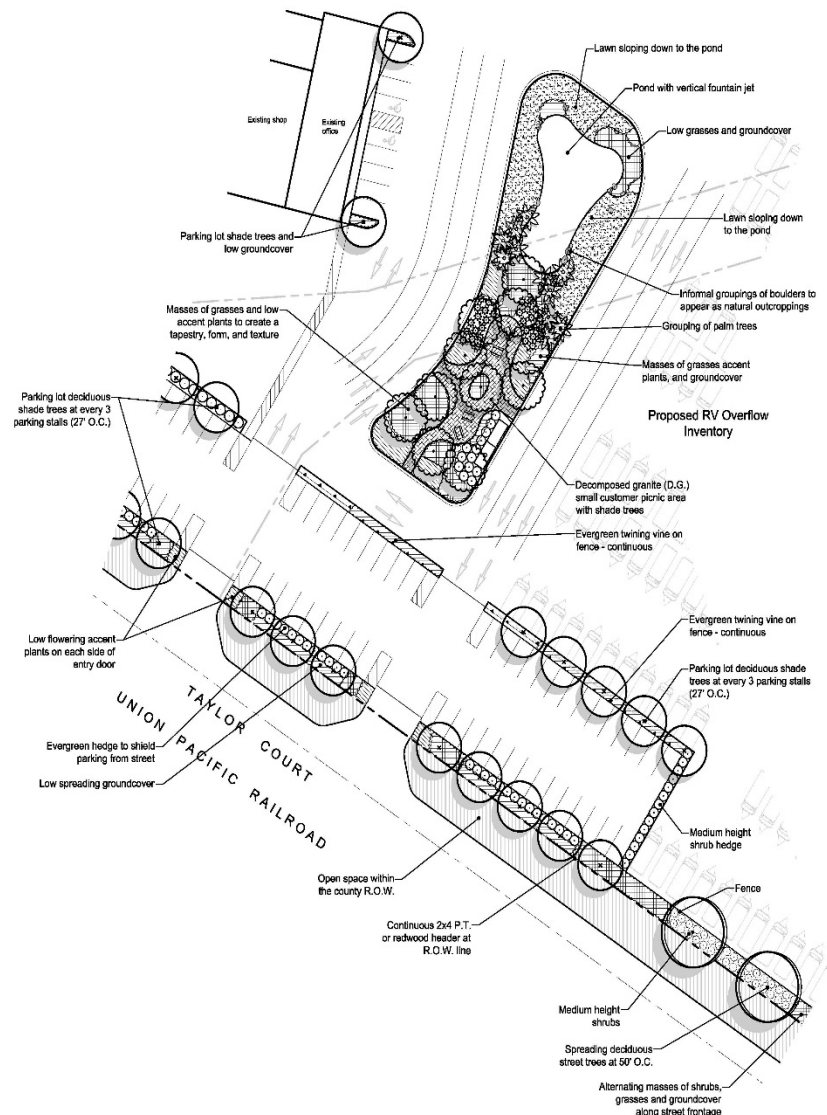 Lawn sloping down to the pond
Pond with vertical fountain jet
Existing shop
Existing
office
Low grasses and groundcover
Parking lot shade trees and
low groundcover
Lawn sloping down
to the pond
Masses of grasses and low
accent plants to create a
tapestry, form, and texture
Informal groupings of boulders to
appear as natural outcroppings
Grouping of palm trees
Masses of grasses accent
plants, and groundcover
Parking lot deciduous
shade trees at every 3
parking stalls (27' O.C.)
Proposed RV Overflow
Inventory
Decomposed granite (D.G.)
small customer picnic area
with shade trees
Evergreen twining vine on
fence - continuous
Low flowering accent
plants on each side of
entry door
Evergreen twining vine on
fence - continuous
Parking lot deciduous shade
trees at every 3 parking stalls
(27' O.C.)
TAYLOR COURT
UNION PACIFIC RAILROAD
Evergreen hedge to shield
parking from street
Low spreading groundcover
Medium height
shrub hedge
Open space within
the county R.O.W.
Fence
Continuous 2x4 P.T.
or redwood header at
R.O.W. line
Medium height
shrubs
Spreading deciduous
street trees at 50' O.C.
Alternating masses of shrubs,
grasses and groundcover
along street frontage